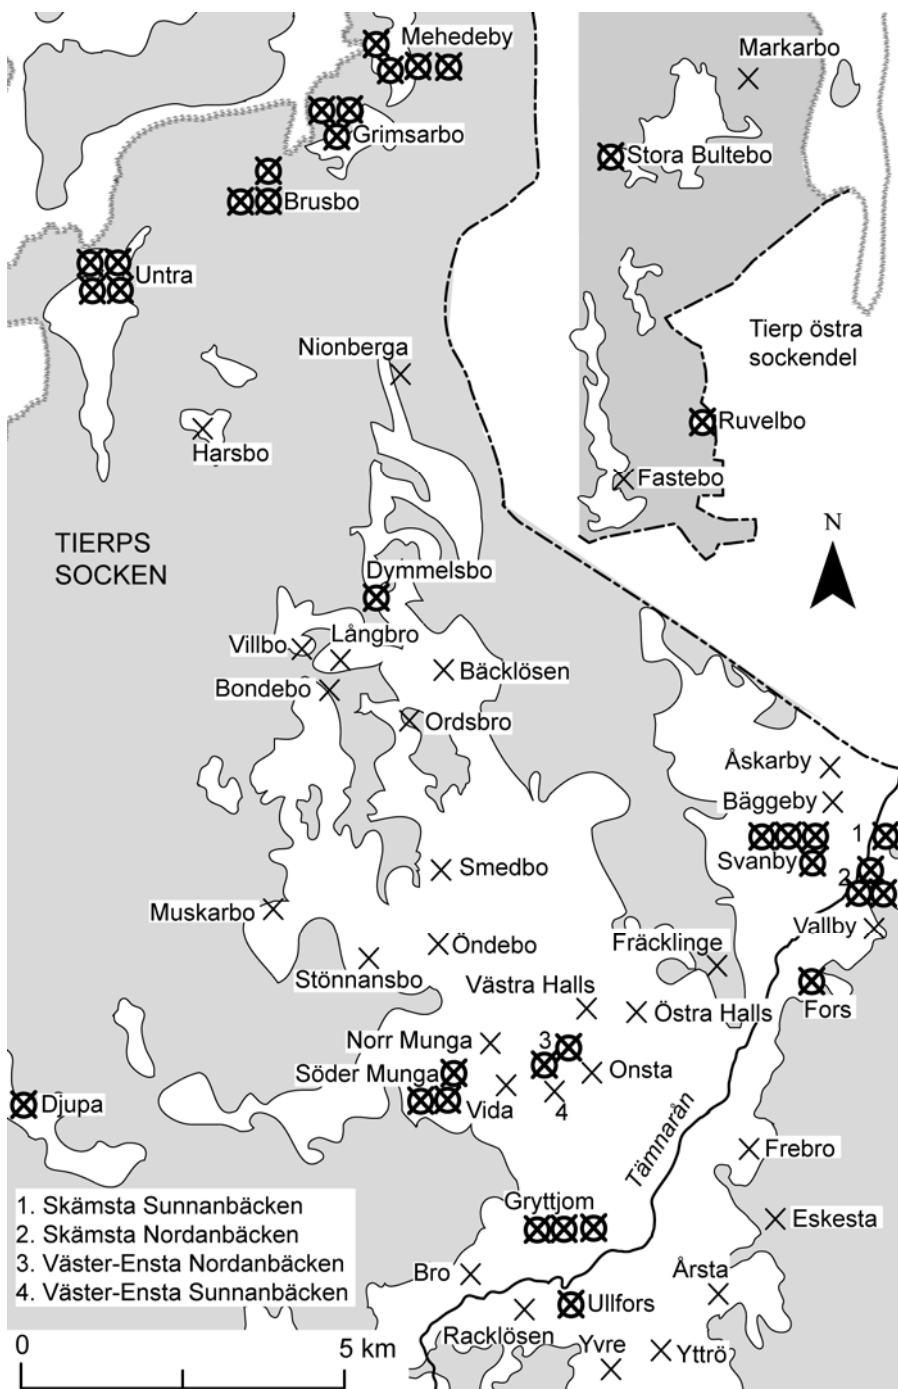 Mehedeby
Markarbo
Grimsarbo
Stora Bultebo
Brusbo
Untra
Tierp östra
sockendel
Nionberga
Ruvelbo
Harsbo
Fastebo
N
TIERPS
SOCKEN
Dymmelsbo
Långbro
Villbo
Bäcklösen
Bondebo
Ordsbro
Åskarby
Bäggeby
1
Svanby
2
Smedbo
Muskarbo
Vallby
Öndebo
Fräcklinge
Stönnansbo
Västra Halls
Östra Halls
Fors
Norr Munga
3
Söder Munga
Onsta
Djupa
Vida
4
Tämnarån
Frebro
1. Skämsta Sunnanbäcken
2. Skämsta Nordanbäcken
3. Väster-Ensta Nordanbäcken
4. Väster-Ensta Sunnanbäcken
Gryttjom
Eskesta
Bro
Årsta
Ullfors
Racklösen
Yvre
Yttrö
0
5 km